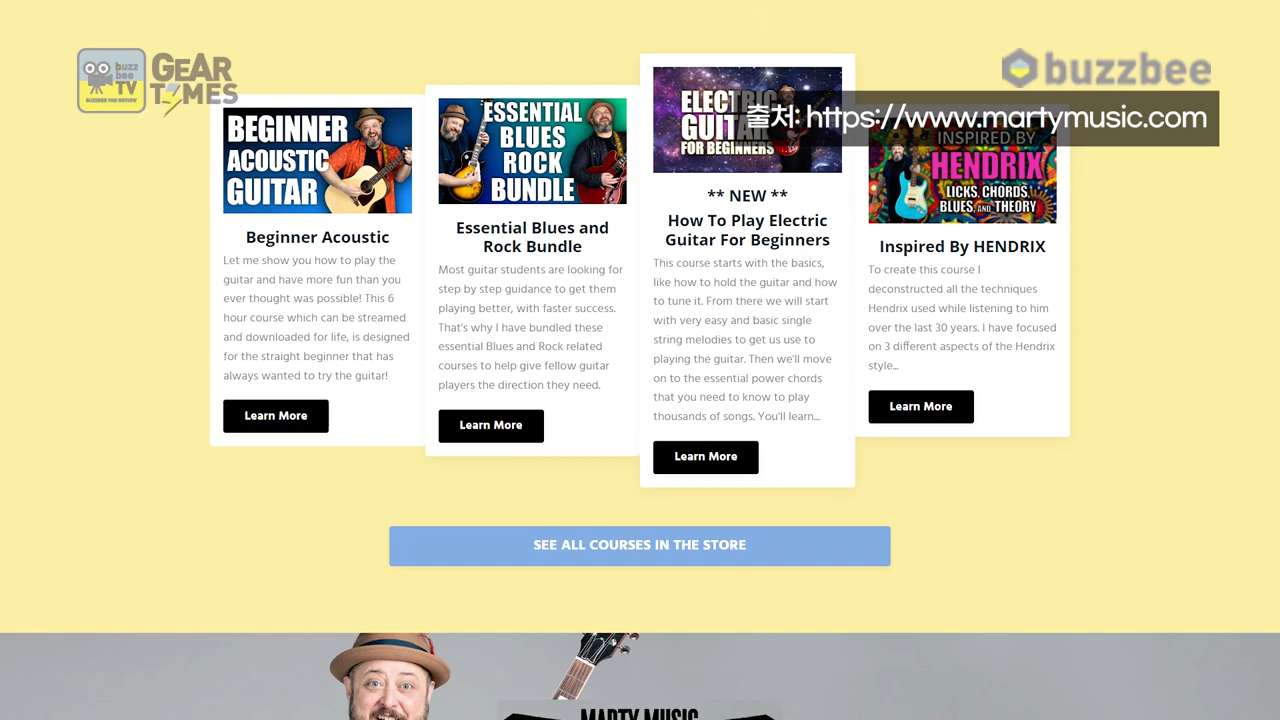 buzz
bee
TV
BUZZBEE YOU REVIEW
GEAR
TIMES
buzzbee
출처: https://www.martymusic.com
BEGINNER
ACOUSTIC
GUITAR
Beginner Acoustic
Let me show you how to play the
guitar and have more fun than you
ever thought was possible! This 6
hour course which can be streamed
and downloaded for life, is designed
for the straight beginner that has
always wanted to try the guitar!
Learn More
ESSENTIAL
BLUES
ROCK
BUNDLE
Essential Blues and
Rock Bundle
Most guitar students are looking for
step by step guidance to get them
playing better, with faster success.
That's why I have bundled these
essential Blues and Rock related
courses to help give fellow guitar
players the direction they need.
Learn More
ELECTRIC
GUITAR
FOR BEGINNERS
** NEW **
How To Play Electric
Guitar For Beginners
This course starts with the basics,
like how to hold the guitar and how
to tune it. From there we will start
with very easy and basic single
string melodies to get us use to
playing the guitar. Then we'll move
on to the essential power chords
that you need to know to play
thousands of songs. You'll learn...
Learn More
INSPIRED BY
HENDRIX
LICKS, CHORDS,
BLUES, AND THEORY
Inspired By HENDRIX
To create this course I
deconstructed all the techniques
Hendrix used while listening to him
over the last 30 years. I have focused
on 3 different aspects of the Hendrix
style...
Learn More
SEE ALL COURSES IN THE STORE
MARTY MUSIC